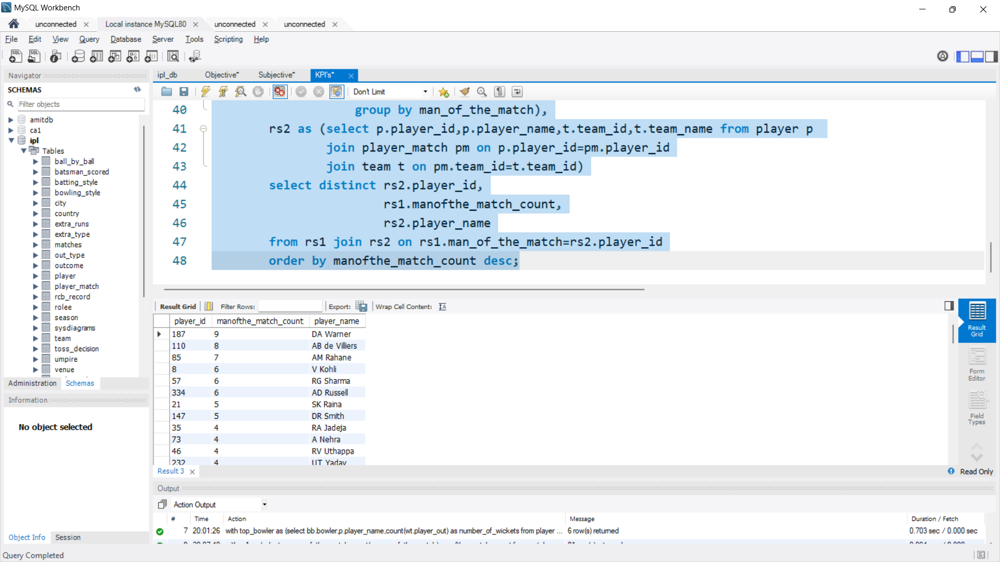 MySQL Workbench
unconnected Local instance MySQL80 unconnected unconnected
File Edit View Query Database Server Tools Scripting Help
Navigator
SCHEMAS
Filter objects
amitdb
ca1
ipl
Tables
ball_by_ball
batsman_scored
batting_style
bowling_style
city
country
extra_runs
extra_type
matches
out_type
outcome
player
player_match
rcb_record
rolee
season
sysdiagrams
team
toss_decision
umpire
venue
Administration Schemas
Information
No object selected
Object Info Session
Query Completed
ipl_db Objective* Subjective* KPI's*
Don't Limit
40 group by man_of_the_match),
41 rs2 as (select p.player_id,p.player_name,t.team_id,t.team_name from player p
42 join player_match pm on p.player_id=pm.player_id
43 join team t on pm.team_id=t.team_id)
44 select distinct rs2.player_id,
45 rs1.manofthe_match_count,
46 rs2.player_name
47 from rs1 join rs2 on rs1.man_of_the_match=rs2.player_id
48 order by manofthe_match_count desc;
Result Grid Filter Rows: Export: Wrap Cell Content:
player_id manofthe_match_count player_name
187 9 DA Warner
110 8 AB de Villiers
85 7 AM Rahane
8 6 V Kohli
57 6 RG Sharma
334 6 AD Russell
21 5 SK Raina
147 5 DR Smith
35 4 RA Jadeja
73 4 A Nehra
46 4 RV Uthappa
232 4 UT Yadav
Result Grid
Form Editor
Field Types
Result 3 Read Only
Output
Action Output
# Time Action Message Duration / Fetch
7 20:01:26 with top_bowler as (select bb.bowler,p.player_name,count(wt.player_out) as number_of_wickets from player ... 6 row(s) returned 0.703 sec / 0.000 sec